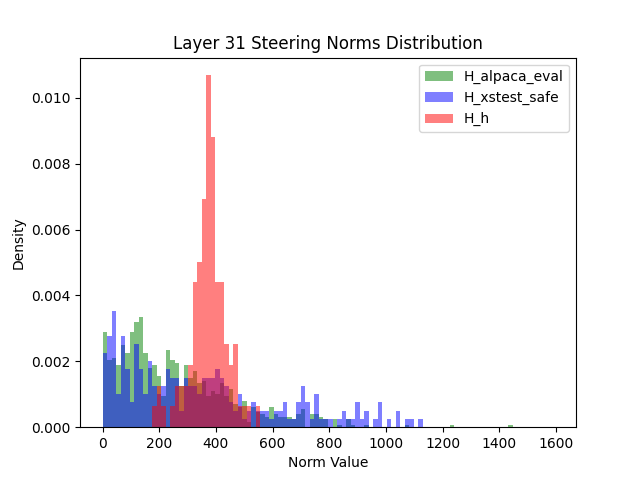 Layer 31 Steering Norms Distribution
H_alpaca_eval
H_xstest_safe
H_h
Density
0.010
0.008
0.006
0.004
0.002
0.000
0 200 400 600 800 1000 1200 1400 1600
Norm Value